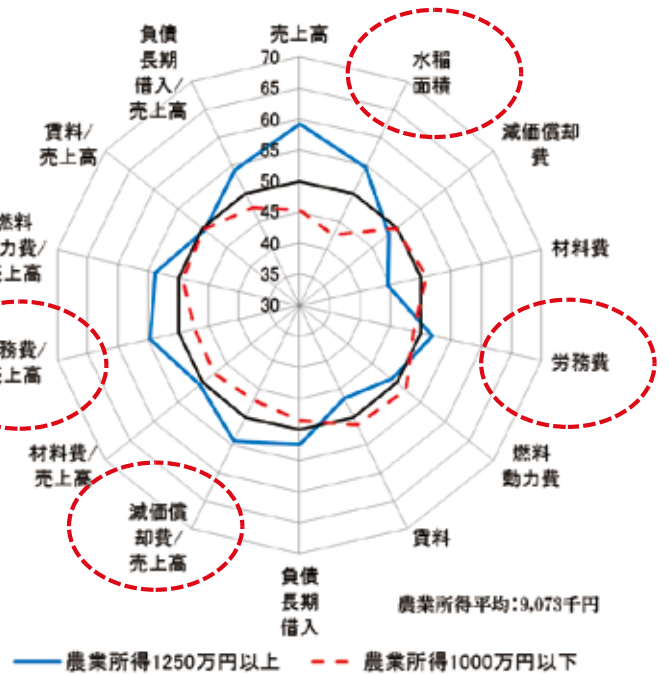 負債
長期
借入/
売上高
売上高
水稲
面積
70
65
60
55
50
45
40
35
30
賃料/
売上高
減価償却
費
燃料
力費/
上高
材料費
務費/
上高
労務費
材料費/
売上高
燃料
動力費
減価償
却費/
売上高
賃料
負債
長期
借入
農業所得平均:9,073千円
農業所得1250万円以上
農業所得1000万円以下